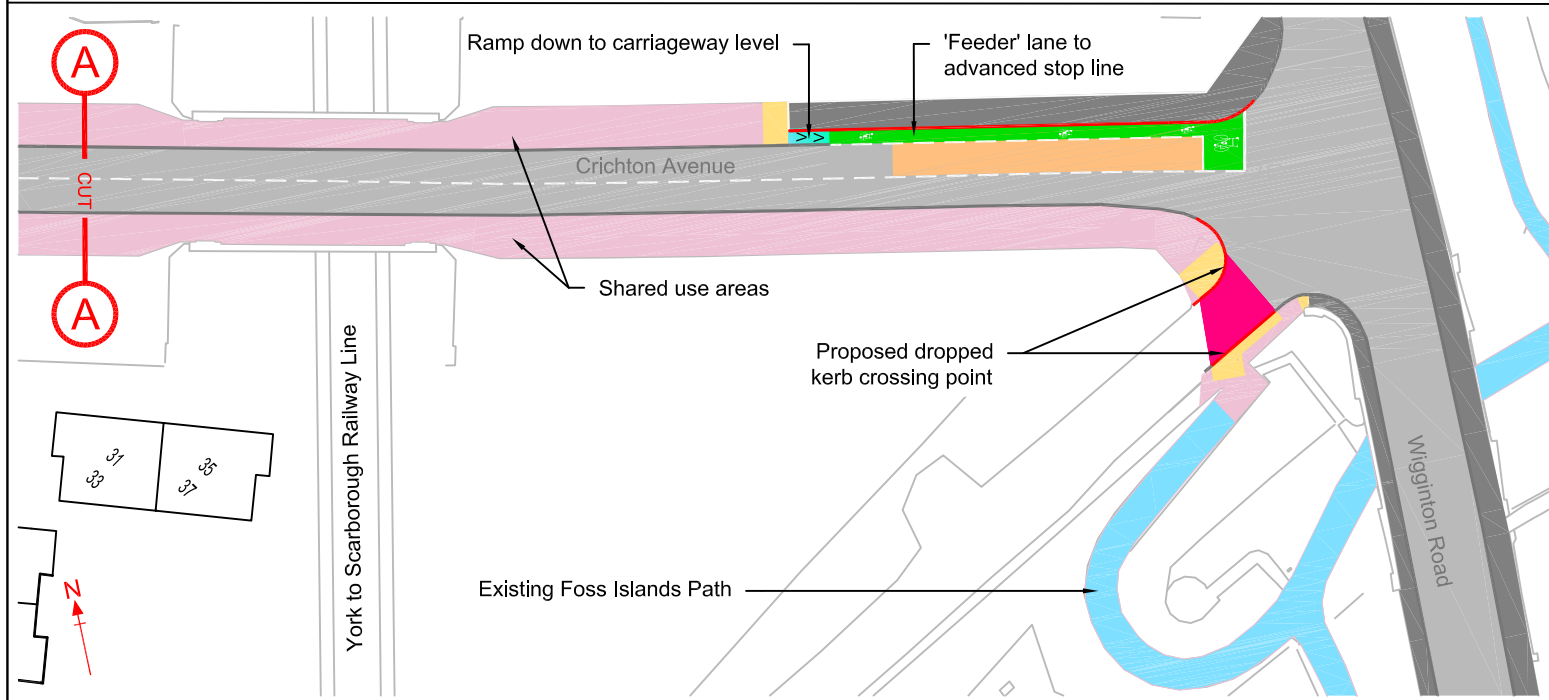 A
Ramp down to carriageway level
'Feeder' lane to
advanced stop line
CUT
Crichton Avenue
Shared use areas
A
York to Scarborough Railway Line
Proposed dropped
kerb crossing point
31
33
35
37
Wigginton Road
Existing Foss Islands Path
N